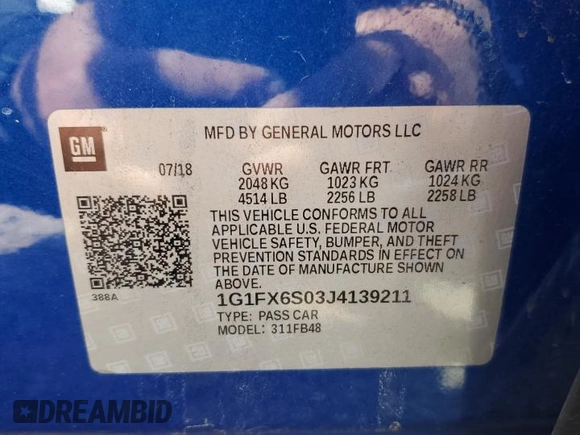 GM
MFD BY GENERAL MOTORS LLC
07/18 GVWR GAWR FRT GAWR RR
2048 KG 1023 KG 1024 KG
4514 LB 2256 LB 2258 LB
THIS VEHICLE CONFORMS TO ALL
APPLICABLE U.S. FEDERAL MOTOR
VEHICLE SAFETY, BUMPER, AND THEFT
PREVENTION STANDARDS IN EFFECT ON
THE DATE OF MANUFACTURE SHOWN
ABOVE.
388A
1G1FX6S03J4139211
TYPE: PASS CAR
MODEL: 311FB48
DREAMBID